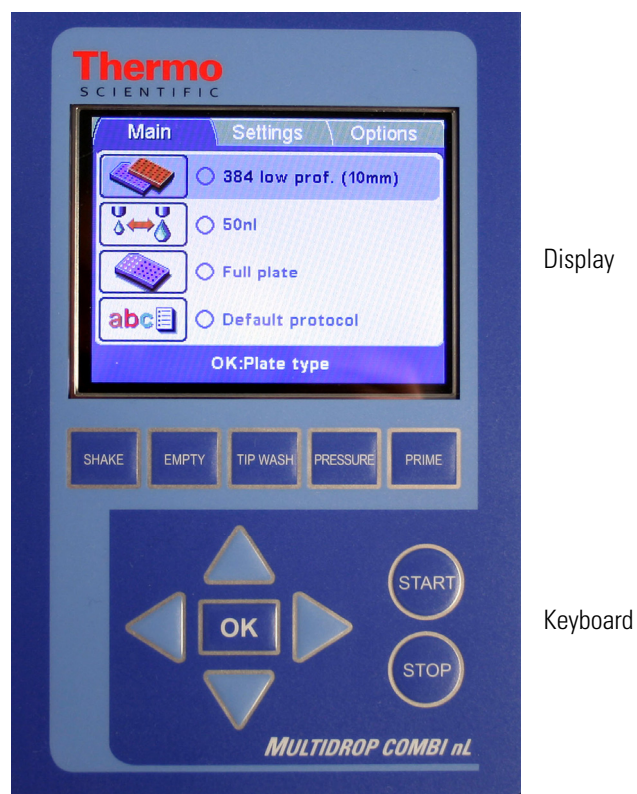 Thermo
SCIENTIFIC
Main Settings Options
384 low prof. (10mm)
50nl
Full plate
abc Default protocol
OK:Plate type
Display
SHAKE EMPTY TIP WASH PRESSURE PRIME
START
OK
STOP
Keyboard
MULTIDROP COMBI nL